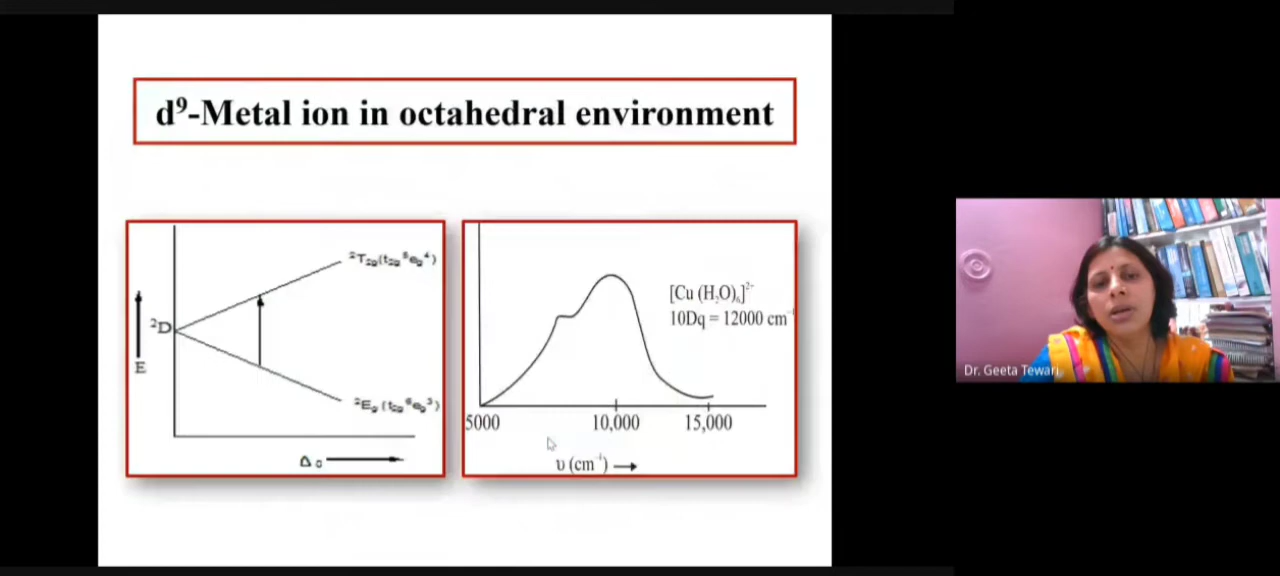 d⁹-Metal ion in octahedral environment
²T₂g(t₂g⁵eg⁴)
²D
E
²Eg (t₂g⁶eg³)
Δₒ
[Cu (H₂O)₆]²⁻
10Dq = 12000 cm⁻¹
5000 10,000 15,000
υ (cm⁻¹)
Dr. Geeta Tewari